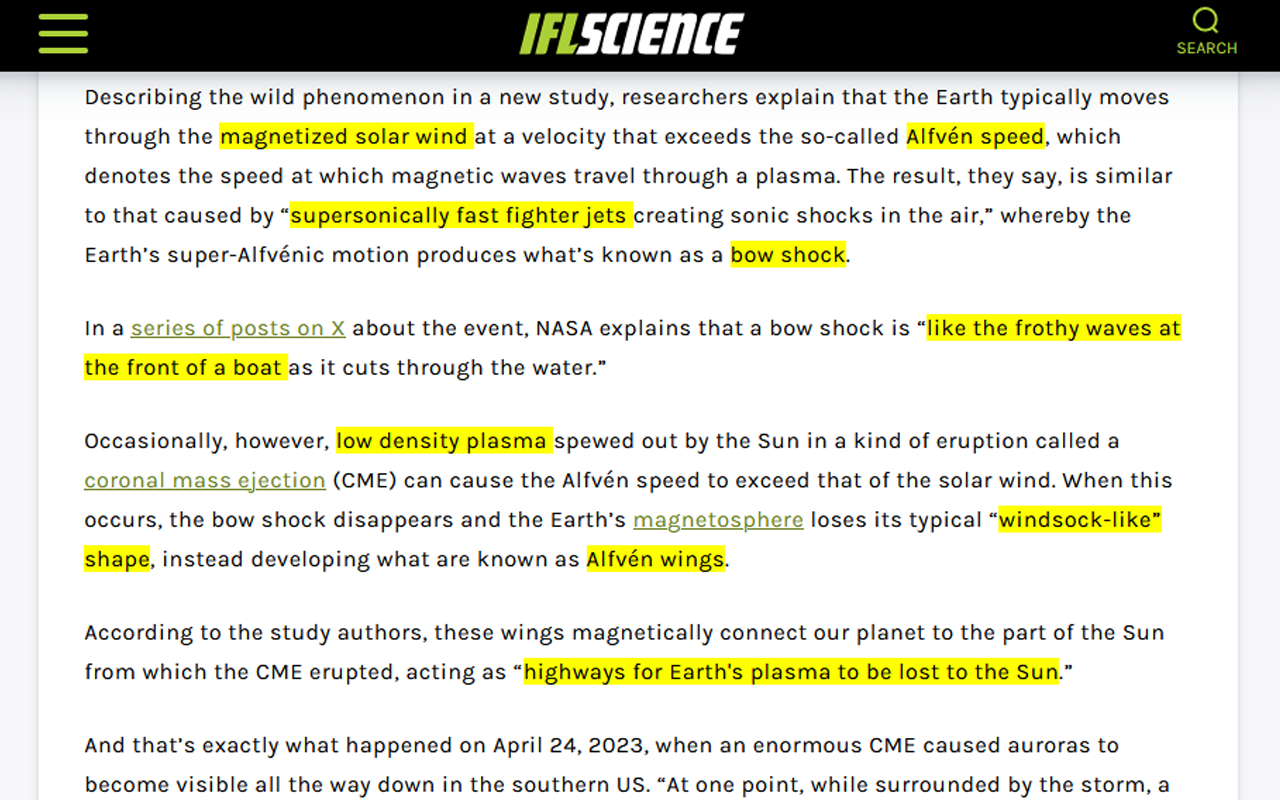 IFLSCIENCE
SEARCH
Describing the wild phenomenon in a new study, researchers explain that the Earth typically moves
through the magnetized solar wind at a velocity that exceeds the so-called Alfvén speed, which
denotes the speed at which magnetic waves travel through a plasma. The result, they say, is similar
to that caused by “supersonically fast fighter jets creating sonic shocks in the air,” whereby the
Earth’s super-Alfvénic motion produces what’s known as a bow shock.
In a series of posts on X about the event, NASA explains that a bow shock is “like the frothy waves at
the front of a boat as it cuts through the water.”
Occasionally, however, low density plasma spewed out by the Sun in a kind of eruption called a
coronal mass ejection (CME) can cause the Alfvén speed to exceed that of the solar wind. When this
occurs, the bow shock disappears and the Earth’s magnetosphere loses its typical “windsock-like”
shape, instead developing what are known as Alfvén wings.
According to the study authors, these wings magnetically connect our planet to the part of the Sun
from which the CME erupted, acting as “highways for Earth's plasma to be lost to the Sun.”
And that’s exactly what happened on April 24, 2023, when an enormous CME caused auroras to
become visible all the way down in the southern US. “At one point, while surrounded by the storm, a